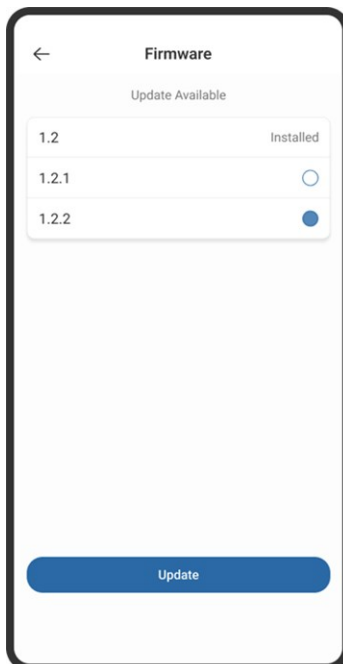 Firmware
Update Available
1.2 Installed
1.2.1
1.2.2
Update